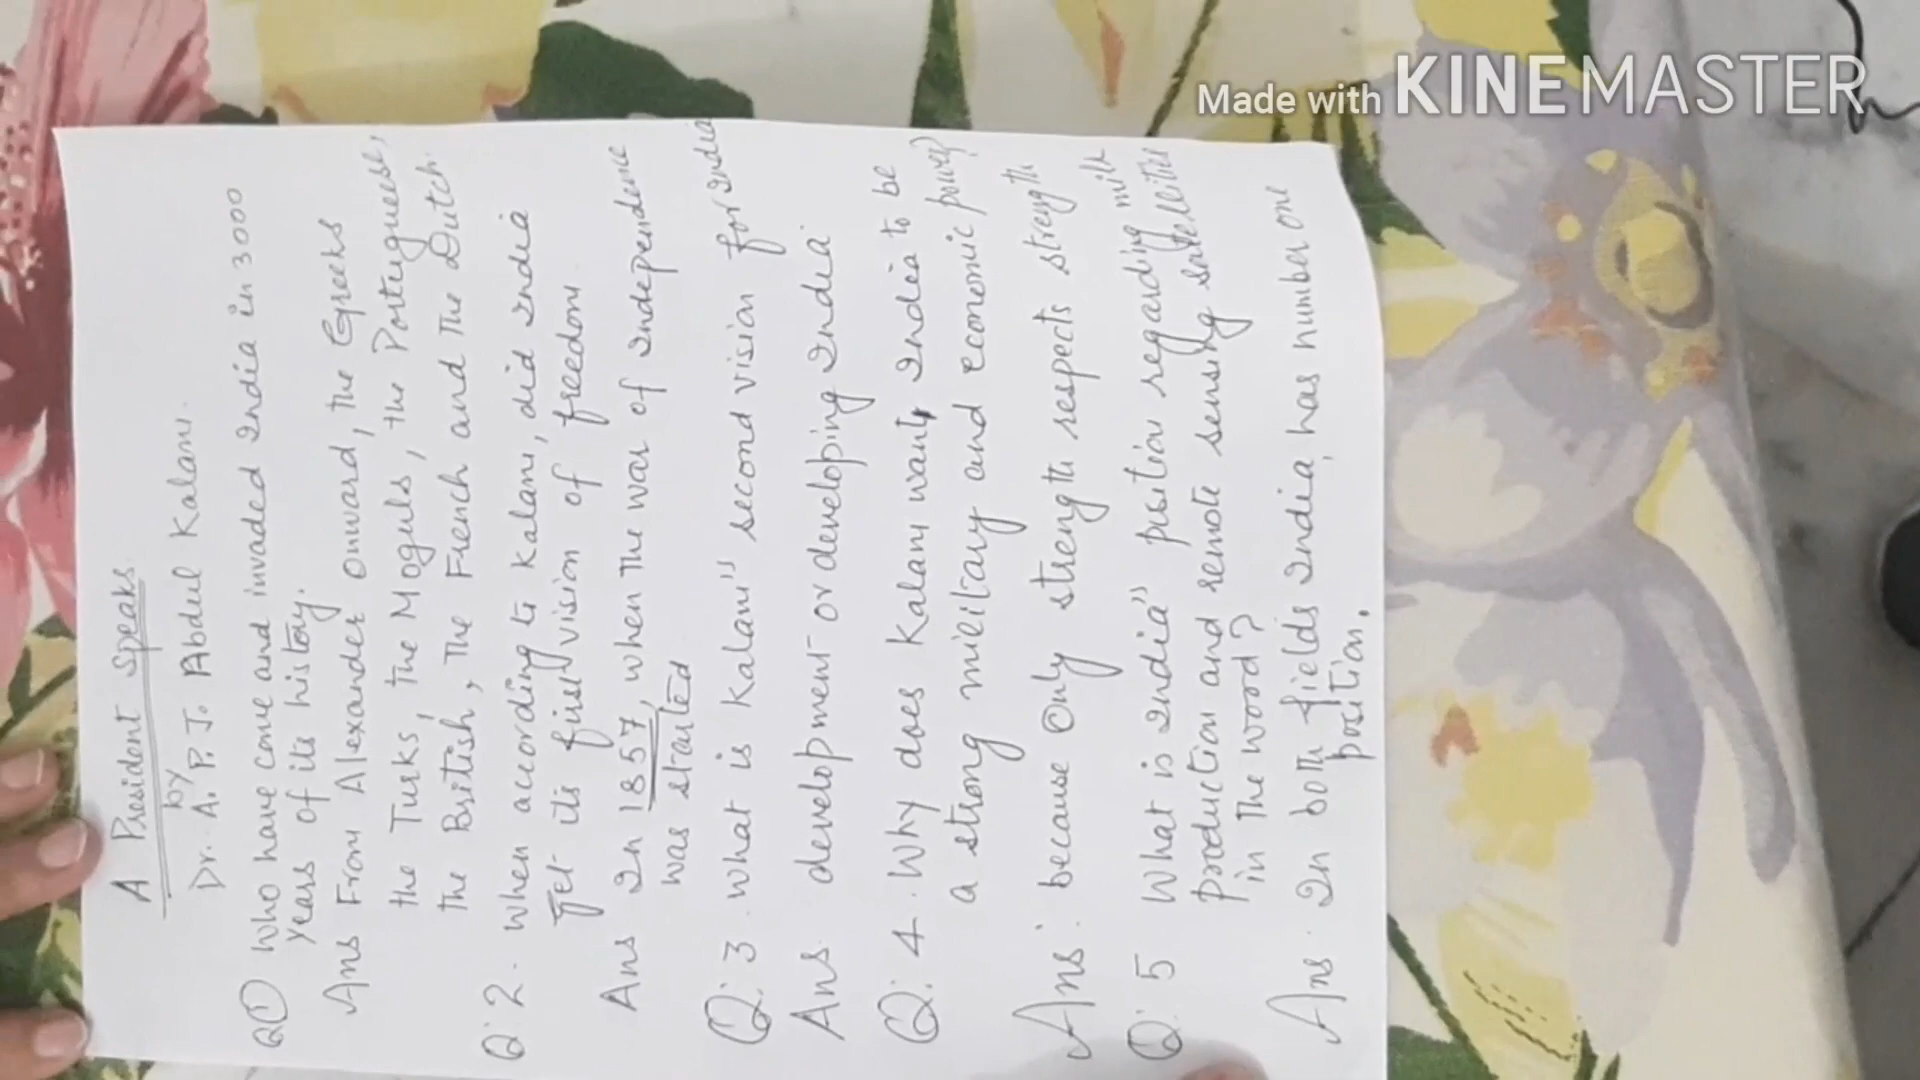 A President Speaks
by
Dr. A. P. J. Abdul Kalam.
Q1 Who have come and invaded India in 3000
years of its history.
Ans From Alexander onward, the Greeks
the Turks, the Moguls, the Portuguese,
the British, the French and the Dutch.
Q.2. When according to Kalam, did India
get its first vision of freedom.
Ans In 1857, when the war of independence
was started
Q.3. What is Kalam" second vision for India
Ans. development or developing India
Q.4. Why does Kalam wants India to be
a strong military and economic power?
Ans. because only strength respects strength
Q.5 What is India" position regarding milk
production and remote sensing sateleities
in the woord?
Ans. In both fields India, has number one
position.
Made with KINEMASTER